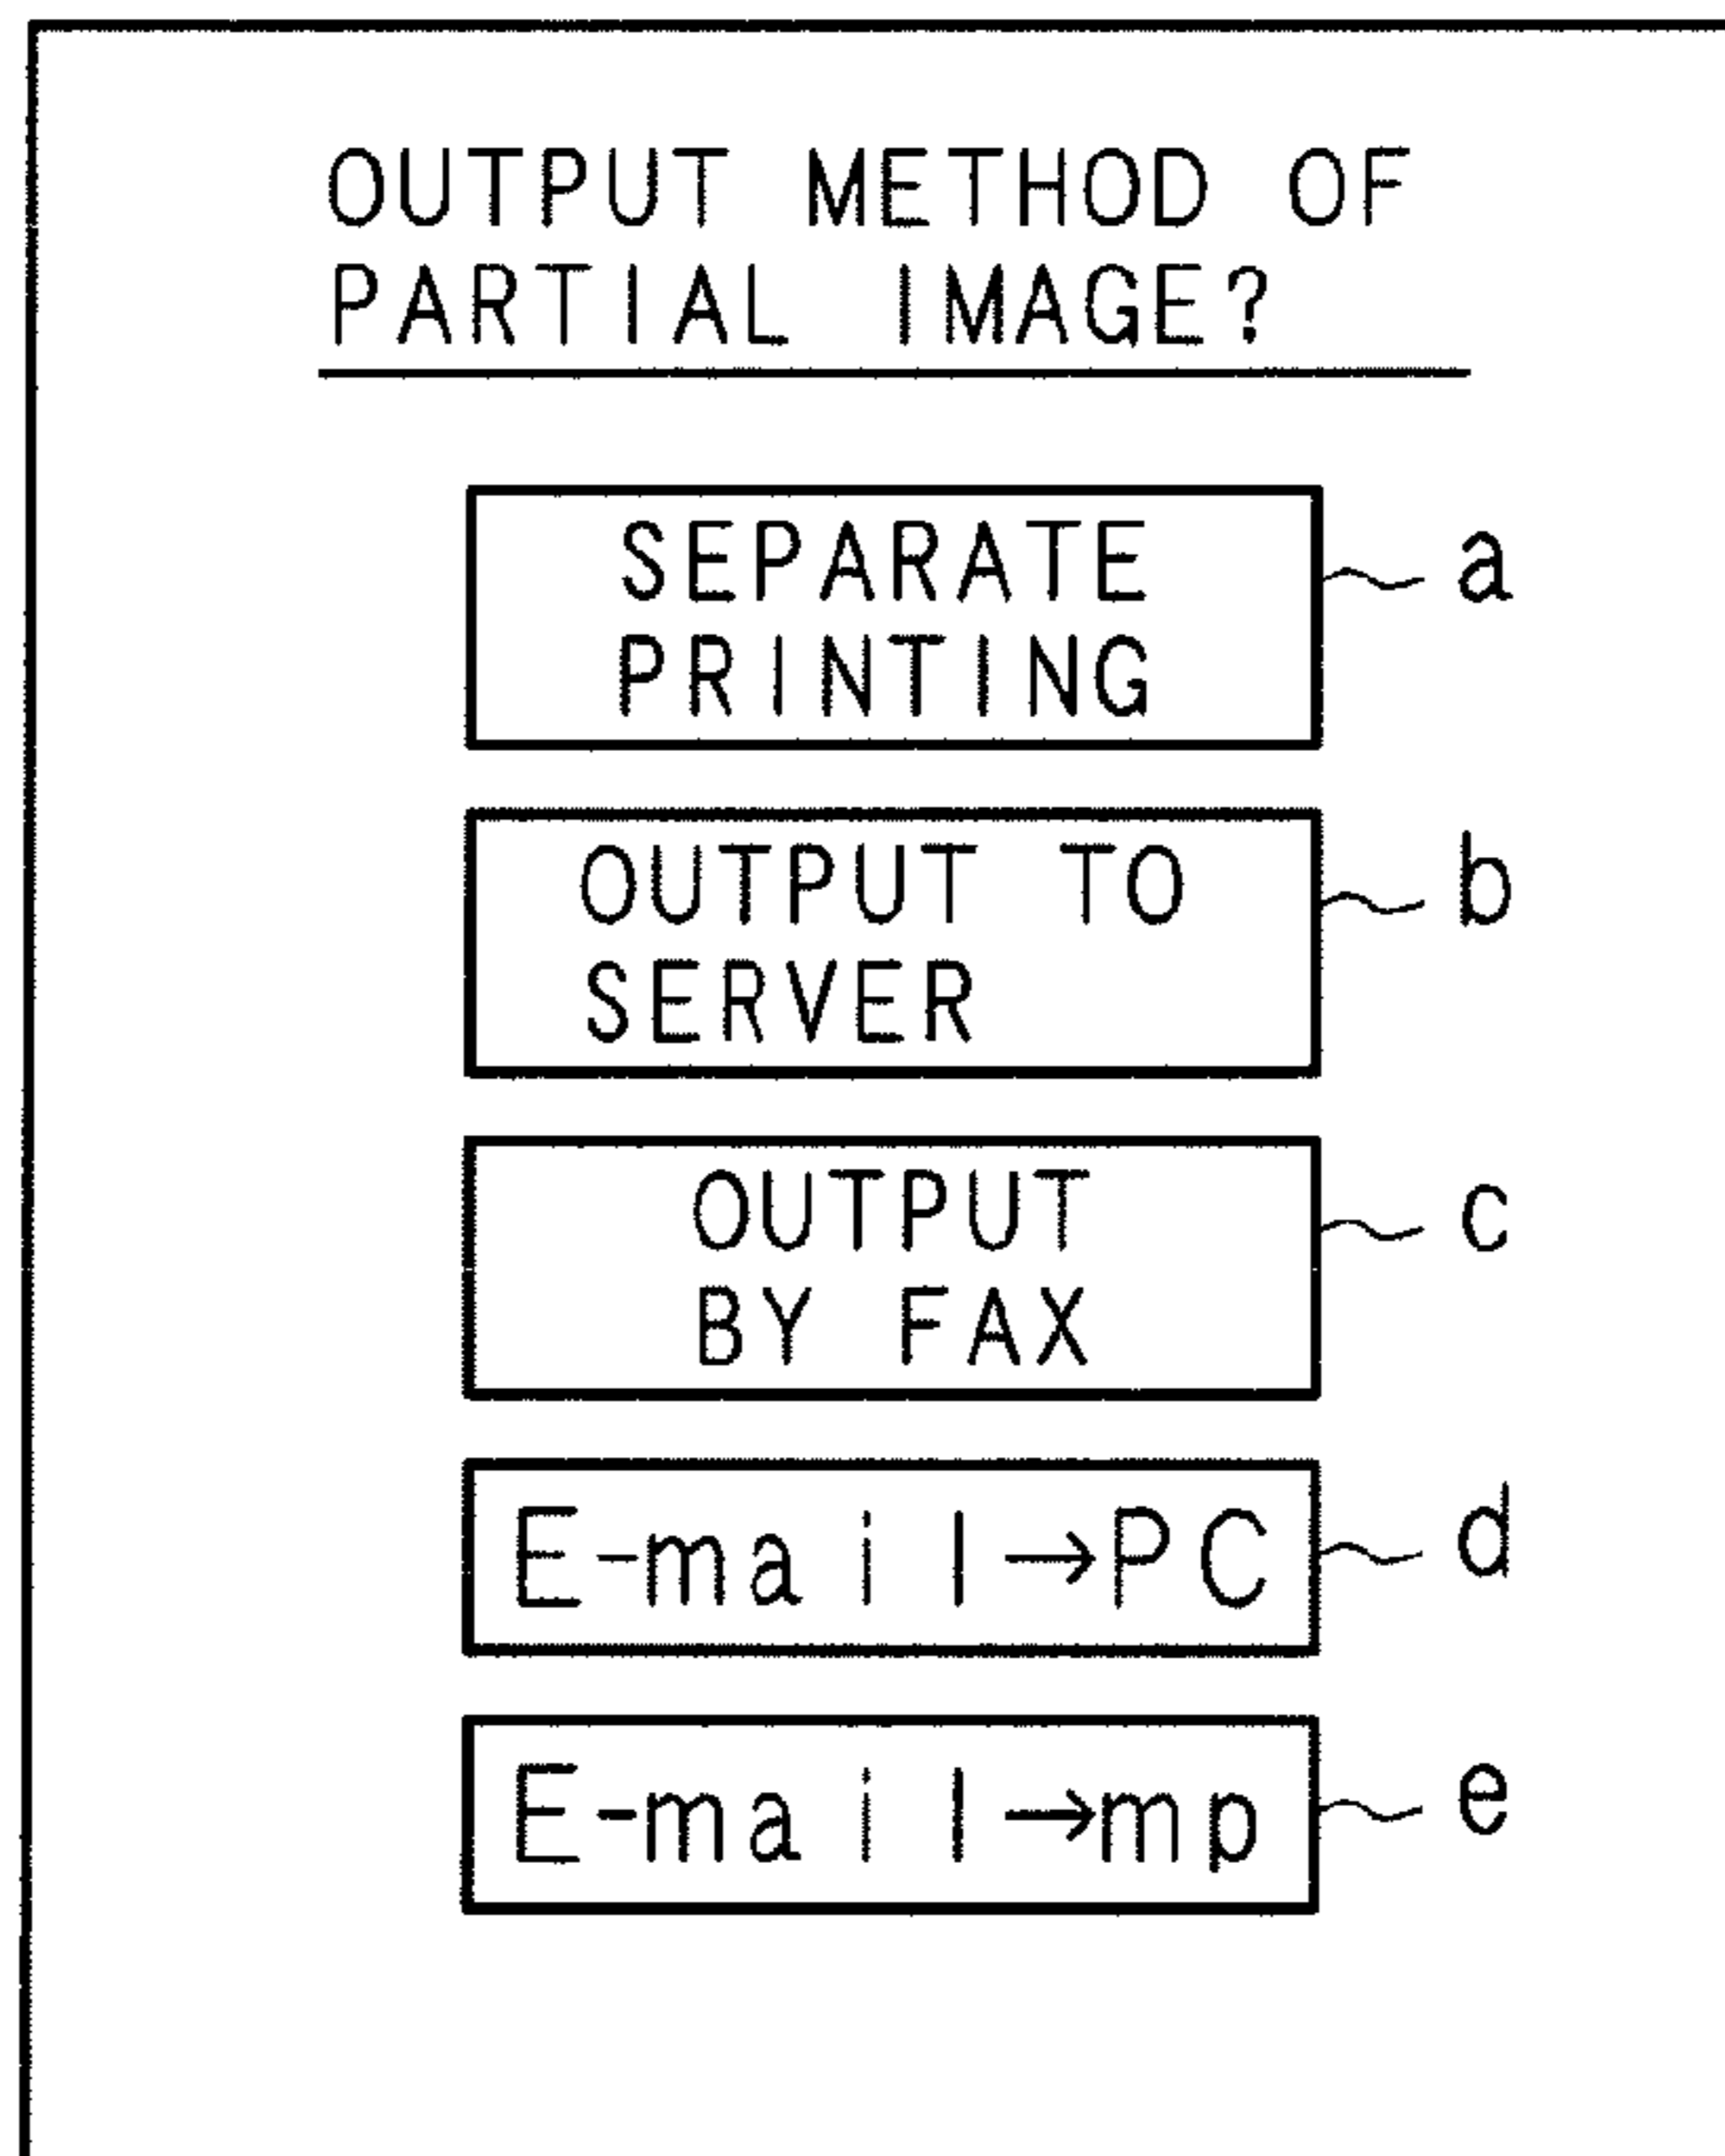 OUTPUT METHOD OF
PARTIAL IMAGE?
SEPARATE
PRINTING
a
OUTPUT TO
SERVER
b
OUTPUT
BY FAX
c
E-mail→PC
d
E-mail→mp
e